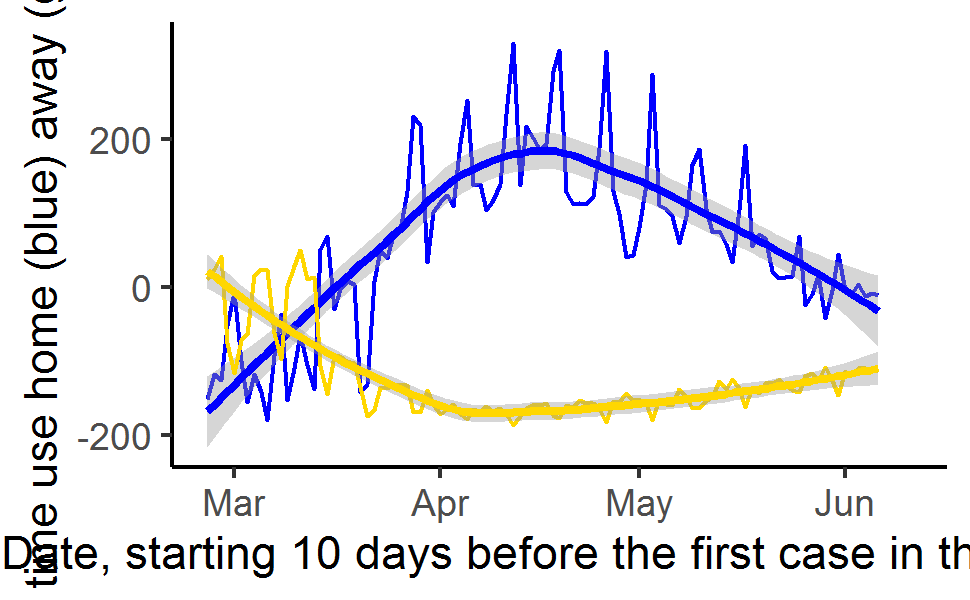 time use home (blue) away (
200
0
-200
Mar Apr May Jun
Date, starting 10 days before the first case in th